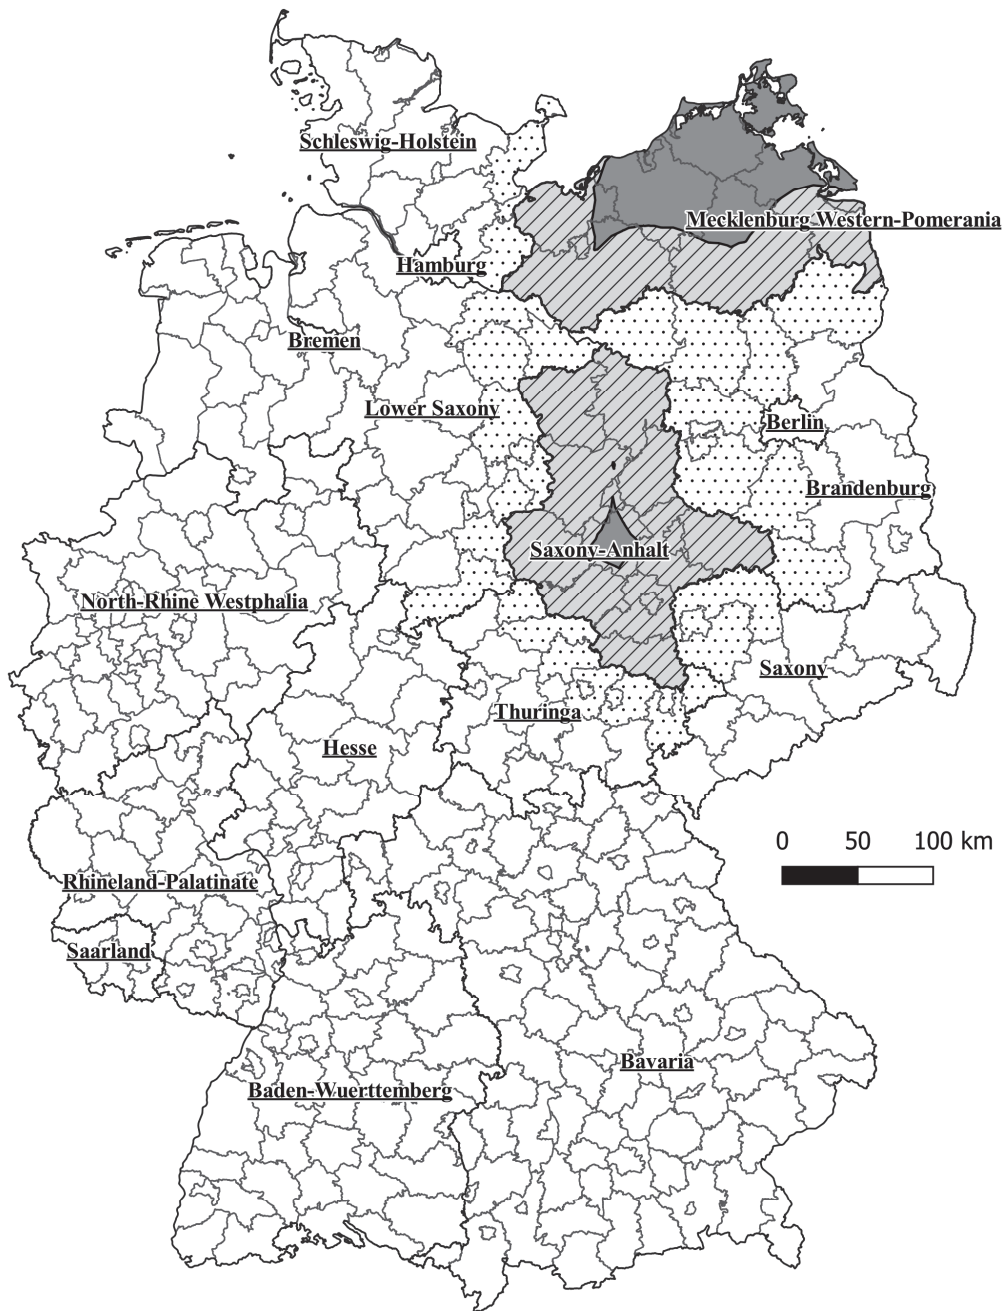 Schleswig-Holstein
Mecklenburg Western-Pomerania
Hamburg
Bremen
Lower Saxony
Berlin
Brandenburg
Saxony-Anhalt
North-Rhine Westphalia
Saxony
Thuringa
Hesse
0 50 100 km
Rhineland-Palatinate
Saarland
Bavaria
Baden-Wuerttemberg